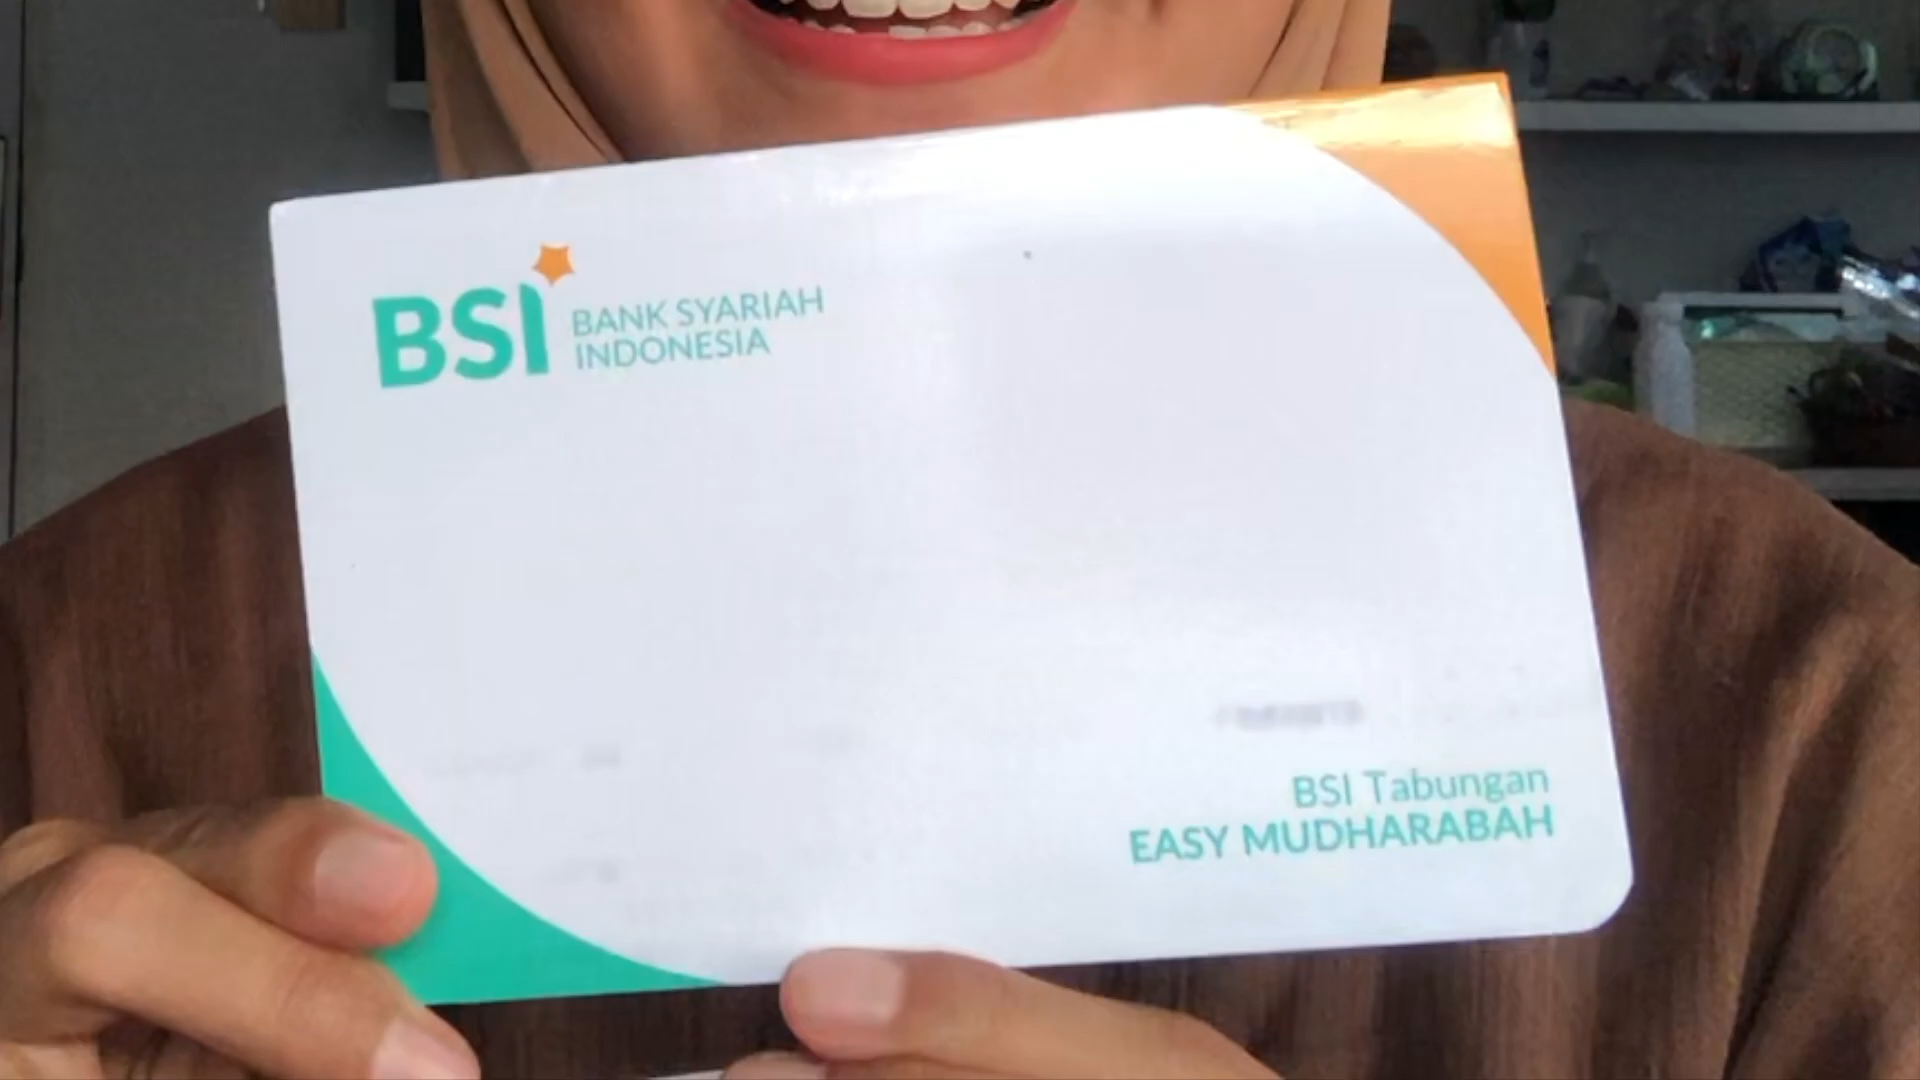 BSI
BANK SYARIAH
INDONESIA
BSI Tabungan
EASY MUDHARABAH